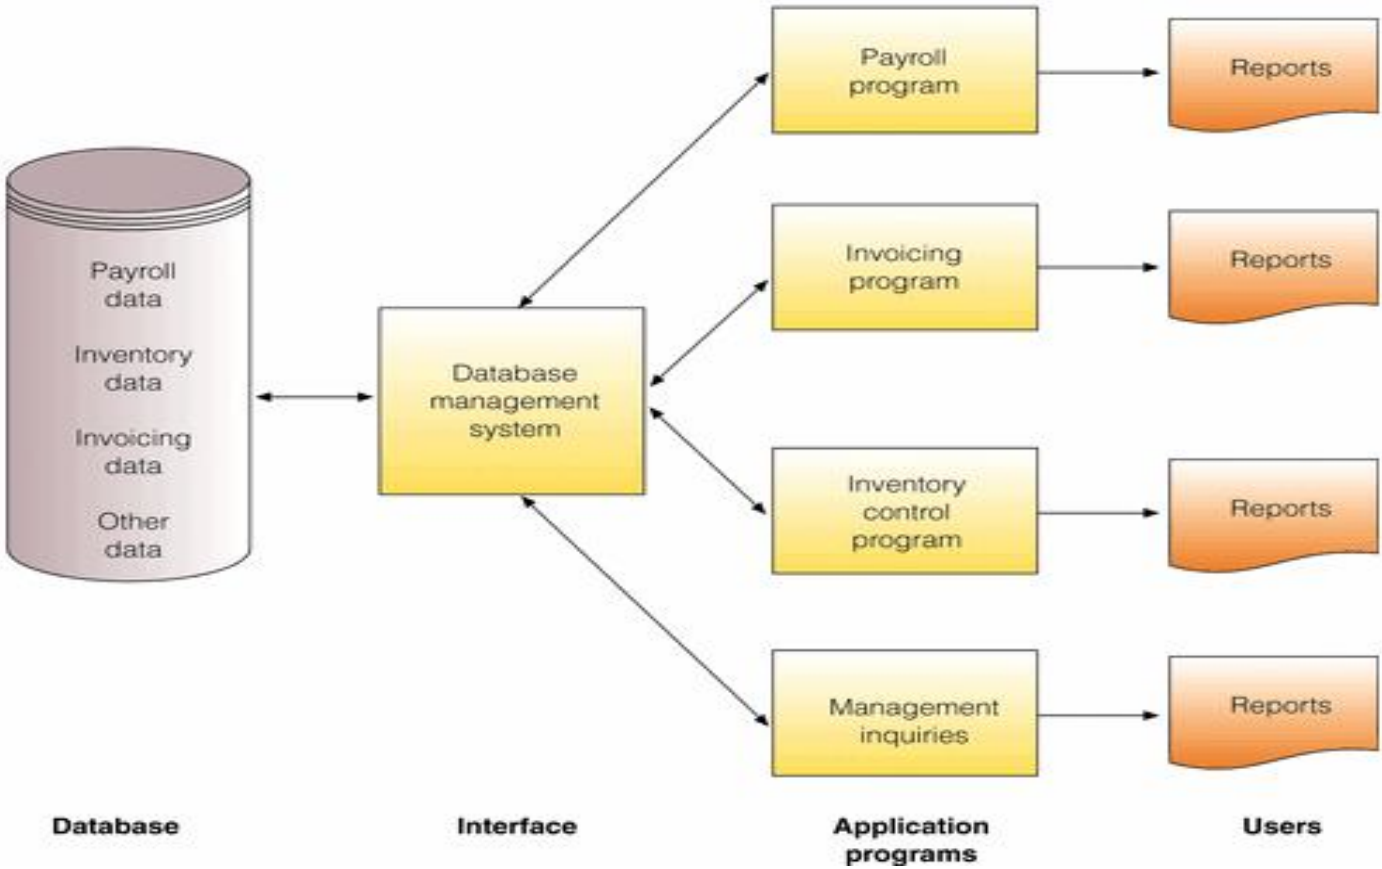 Payroll
program
Reports
Invoicing
program
Reports
Payroll
data
Inventory
data
Invoicing
data
Other
data
Database
management
system
Inventory
control
program
Reports
Management
inquiries
Reports
Database
Interface
Application
programs
Users